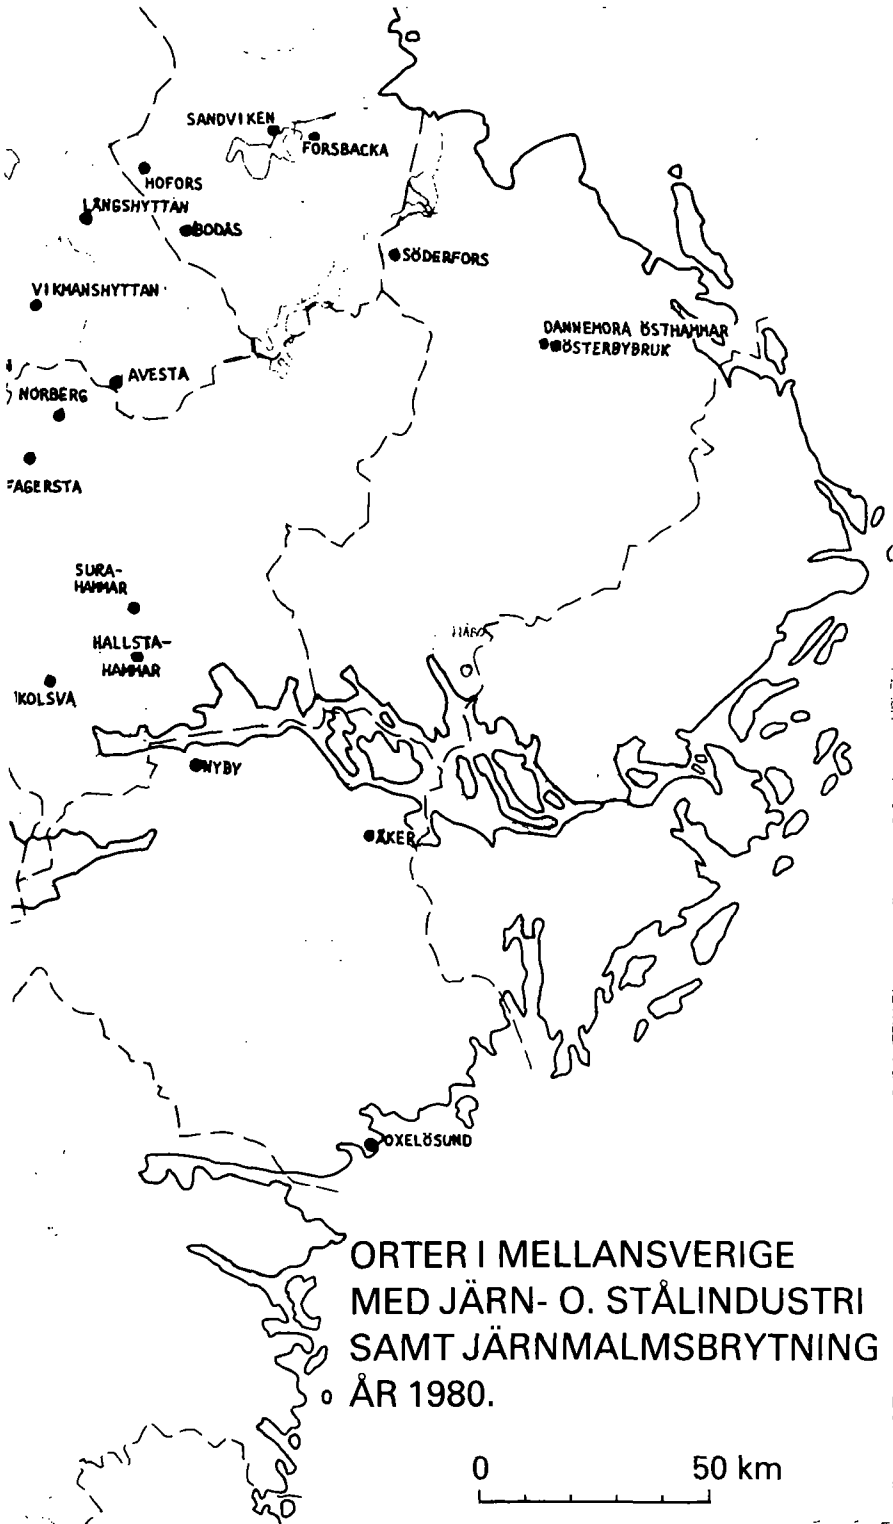 SANDVIKEN
FORSBACKA
HOFORS
LÅNGSHYTTAN
BODÅS
SÖDERFORS
VIKMANSHYTTAN
DANNEMORA ÖSTHAMMAR
ÖSTERBYBRUK
AVESTA
NORBERG
FAGERSTA
SURA-
HAMMAR
HALLSTA-
HAMMAR
KOLSVA
NYBY
ÅKER
OXELÖSUND
ORTER I MELLANSVERIGE
MED JÄRN- O. STÅLINDUSTRI
SAMT JÄRNMALMSBRYTNING
ÅR 1980.
0 50 km